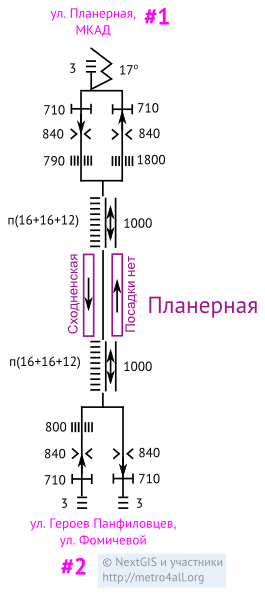 ул. Планерная, #1
МКАД
3 17°
710 710
840 840
790 1800
п(16+16+12) 1000
Сходненская
Посадки нет
Планерная
п(16+16+12) 1000
800
840 840
710 710
3 3
ул. Героев Панфиловцев,
ул. Фомичевой
#2
© NextGIS и участники
http://metro4all.org